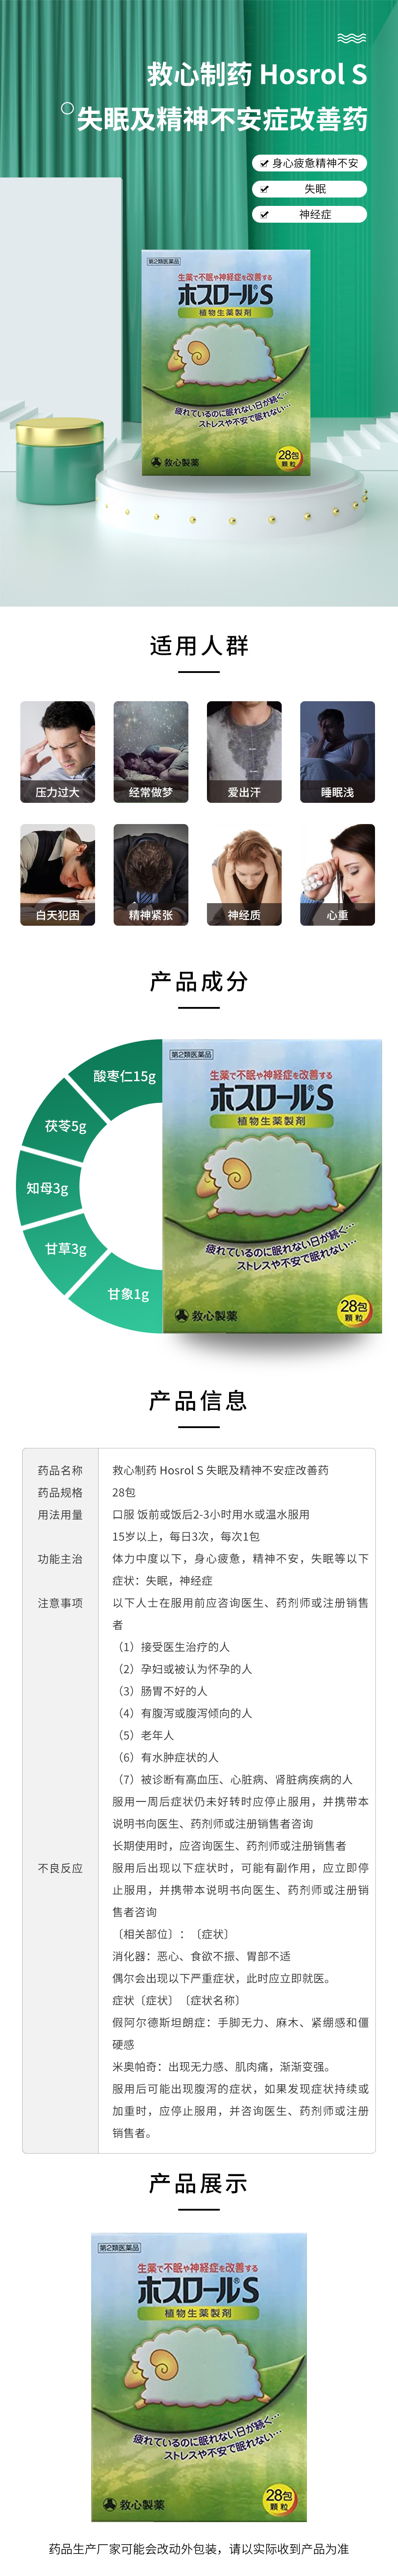 救心制药 Hosrol S
失眠及精神不安症改善药
身心疲惫精神不安
失眠
神经症
第2類医薬品
生薬で不眠や神経症を改善する
ホスロール®S
植物生薬製剤
疲れているのに眠れない日が続く…
ストレスや不安で眠れない…
救心製薬
28包
顆粒
适用人群
压力过大
经常做梦
爱出汗
睡眠浅
白天犯困
精神紧张
神经质
心重
产品成分
酸枣仁15g
茯苓5g
知母3g
甘草3g
甘象1g
第2類医薬品
生薬で不眠や神経症を改善する
ホスロール®S
植物生薬製剤
疲れているのに眠れない日が続く…
ストレスや不安で眠れない…
救心製薬
28包
顆粒
产品信息
药品名称 救心制药 Hosrol S 失眠及精神不安症改善药
药品规格 28包
用法用量 口服 饭前或饭后2-3小时用水或温水服用
15岁以上，每日3次，每次1包
功能主治 体力中度以下，身心疲惫，精神不安，失眠等以下
症状：失眠，神经症
注意事项 以下人士在服用前应咨询医生、药剂师或注册销售
者
（1）接受医生治疗的人
（2）孕妇或被认为怀孕的人
（3）肠胃不好的人
（4）有腹泻或腹泻倾向的人
（5）老年人
（6）有水肿症状的人
（7）被诊断有高血压、心脏病、肾脏病疾病的人
服用一周后症状仍未好转时应停止服用，并携带本
说明书向医生、药剂师或注册销售者咨询
长期使用时，应咨询医生、药剂师或注册销售者
不良反应 服用后出现以下症状时，可能有副作用，应立即停
止服用，并携带本说明书向医生、药剂师或注册销
售者咨询
〔相关部位〕：〔症状〕
消化器：恶心、食欲不振、胃部不适
偶尔会出现以下严重症状，此时应立即就医。
症状〔症状〕〔症状名称〕
假阿尔德斯坦朗症：手脚无力、麻木、紧绷感和僵
硬感
米奥帕奇：出现无力感、肌肉痛，渐渐变强。
服用后可能出现腹泻的症状，如果发现症状持续或
加重时，应停止服用，并咨询医生、药剂师或注册
销售者。
产品展示
第2類医薬品
生薬で不眠や神経症を改善する
ホスロール®S
植物生薬製剤
疲れているのに眠れない日が続く…
ストレスや不安で眠れない…
救心製薬
28包
顆粒
药品生产厂家可能会改动外包装，请以实际收到产品为准